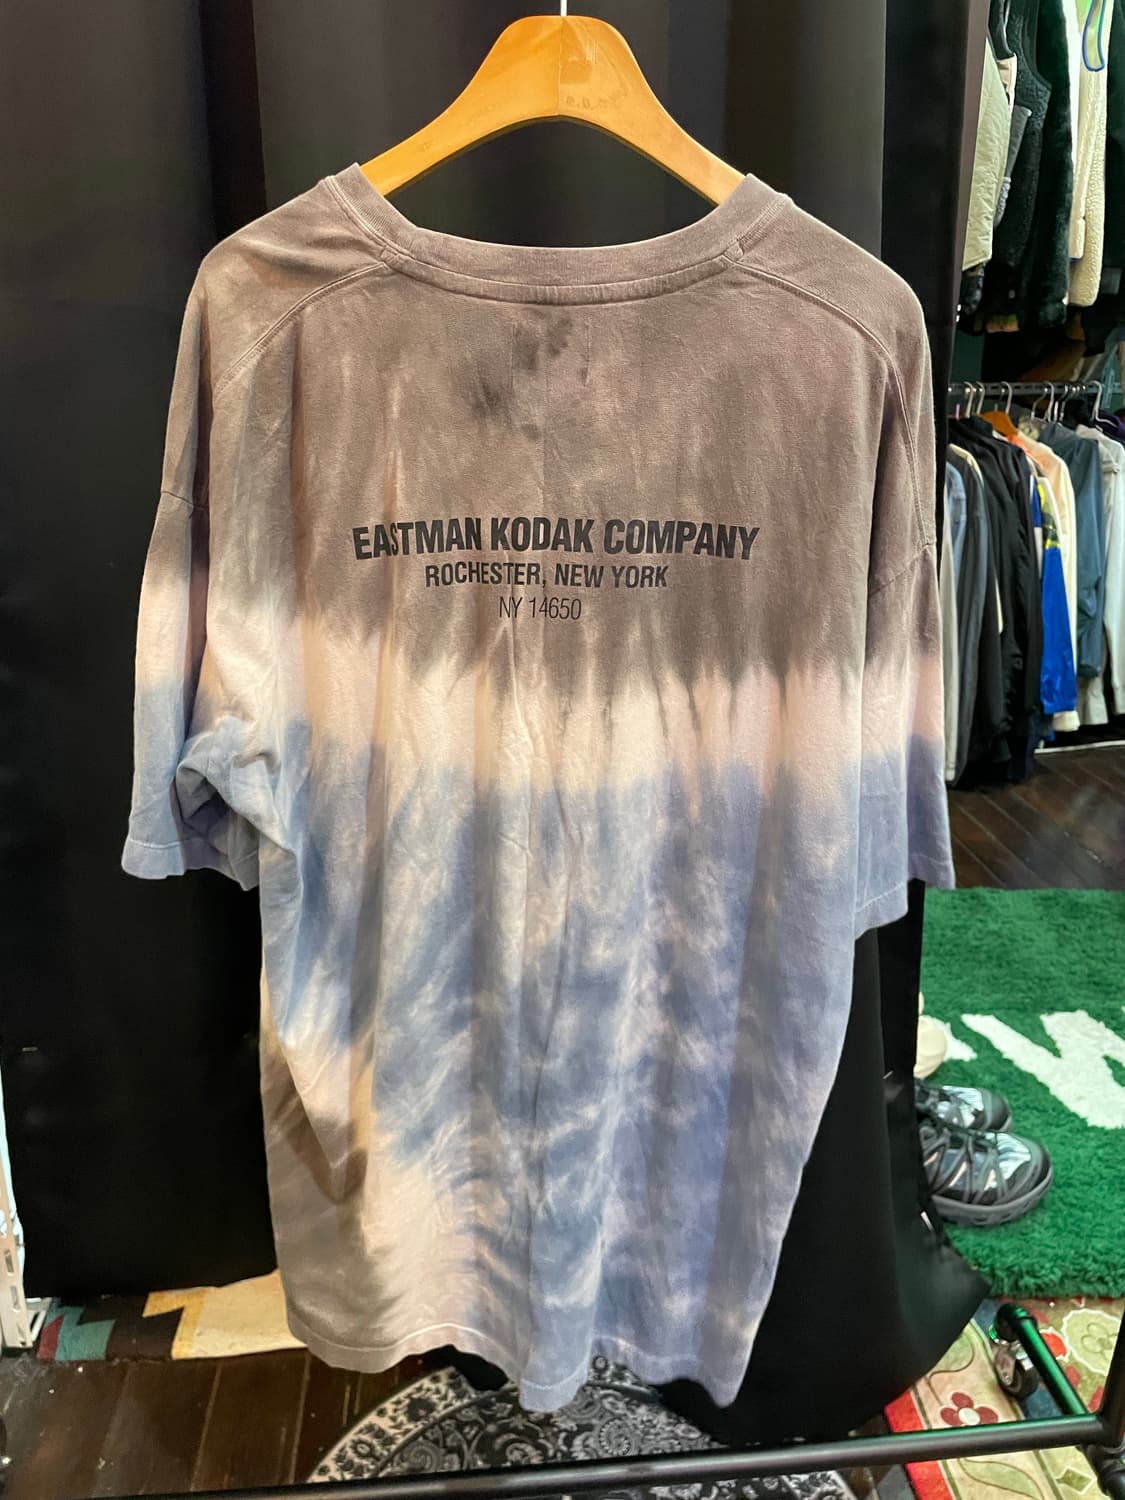 EASTMAN KODAK COMPANY
ROCHESTER, NEW YORK
NY 14650